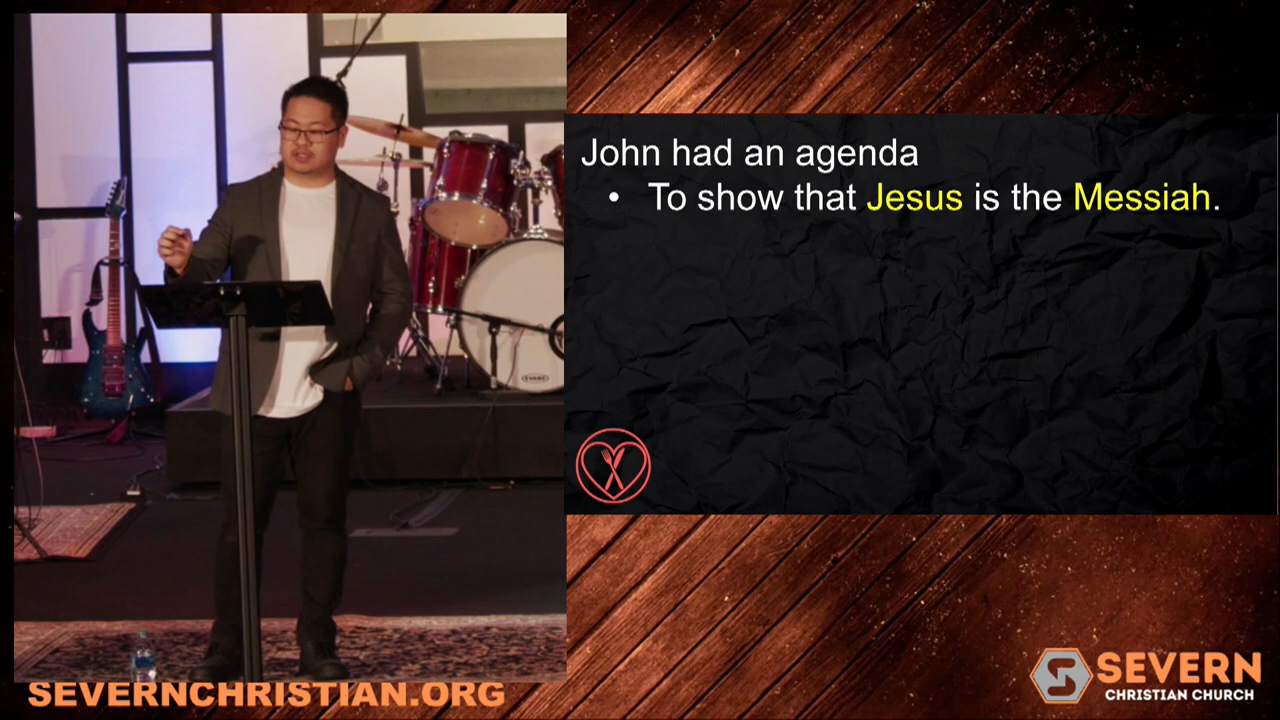 John had an agenda
• To show that Jesus is the Messiah.
SEVERNCHRISTIAN.ORG
SEVERN
CHRISTIAN CHURCH